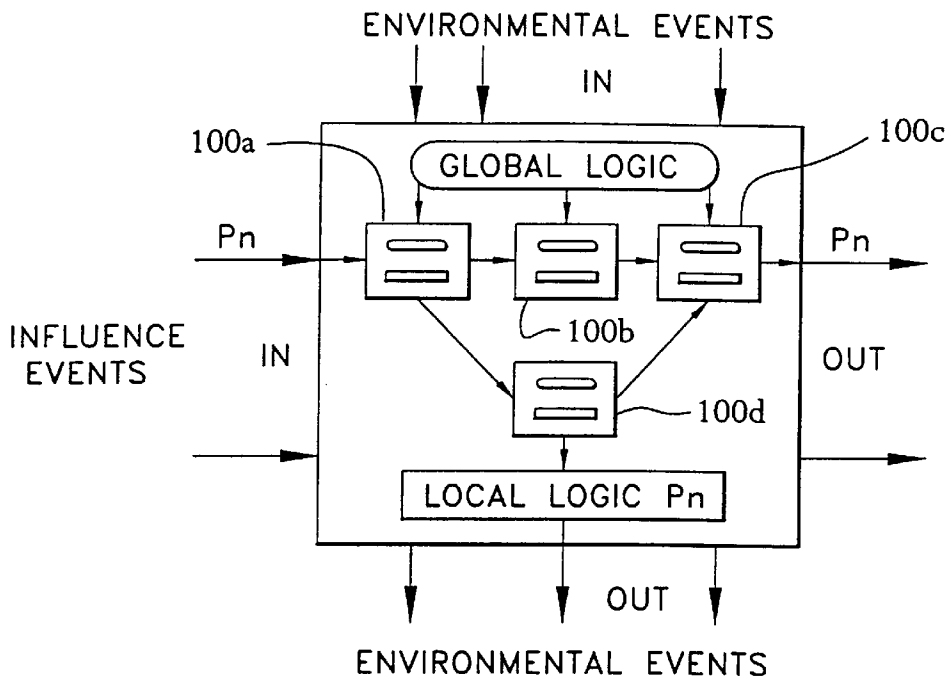 ENVIRONMENTAL EVENTS
IN
100a
100c
GLOBAL LOGIC
Pn
Pn
100b
INFLUENCE
EVENTS
IN
OUT
100d
LOCAL LOGIC Pn
OUT
ENVIRONMENTAL EVENTS